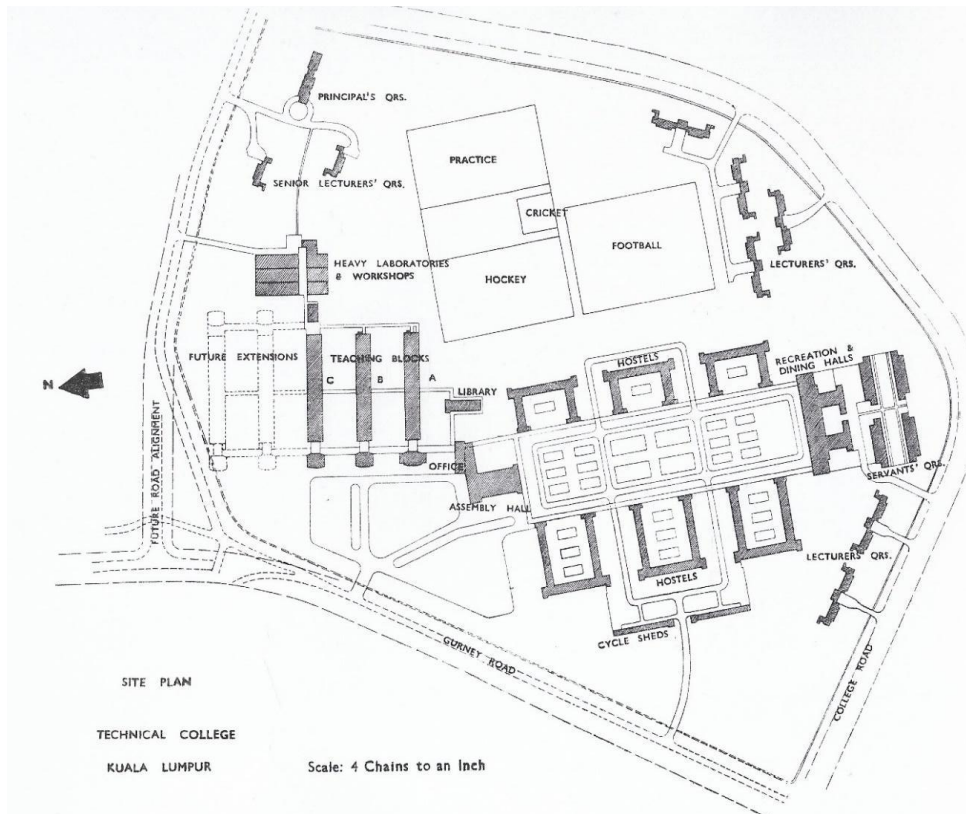 PRINCIPAL'S QRS.
PRACTICE
SENIOR LECTURERS' QRS.
CRICKET
FOOTBALL
HEAVY LABORATORIES
& WORKSHOPS
HOCKEY
LECTURERS' QRS.
FUTURE EXTENSIONS
TEACHING BLOCKS
HOSTELS
RECREATION &
DINING HALLS
C
B
A
N
LIBRARY
FUTURE ROAD ALIGNMENT
OFFICE
SERVANTS' QRS.
ASSEMBLY HALL
LECTURERS' QRS.
HOSTELS
CYCLE SHEDS
GURNEY ROAD
COLLEGE ROAD
SITE PLAN
TECHNICAL COLLEGE
KUALA LUMPUR
Scale: 4 Chains to an Inch